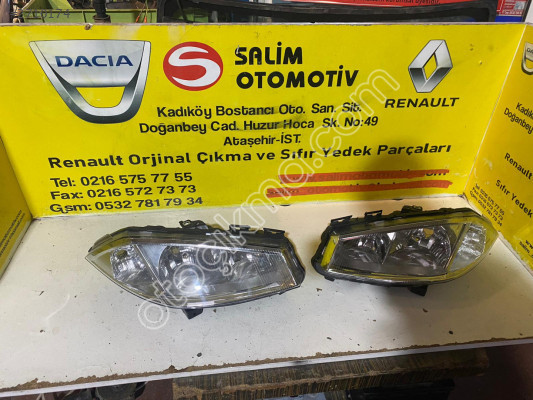 DACIA
S
SALİM
OTOMOTİV
RENAULT
Kadıköy Bostancı Oto. San. Sit.
Doğanbey Cad. Huzur Hoca Sk. No:49
Ataşehir-İST.
Renault Orjinal Çıkma ve Sıfır Yedek Parçaları
Tel: 0216 575 77 55
Fax: 0216 572 73 73
Gsm: 0532 781 79 34
otocikma.com